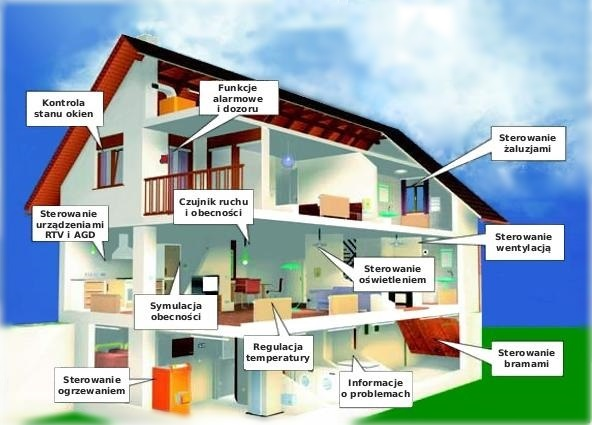 Funkcje
alarmowe
i dozoru
Kontrola
stanu okien
Sterowanie
żaluzjami
Czujnik ruchu
i obecności
Sterowanie
urządzeniami
RTV i AGD
Sterowanie
wentylacją
Sterowanie
oświetleniem
Symulacja
obecności
Regulacja
temperatury
Sterowanie
bramami
Sterowanie
ogrzewaniem
Informacje
o problemach